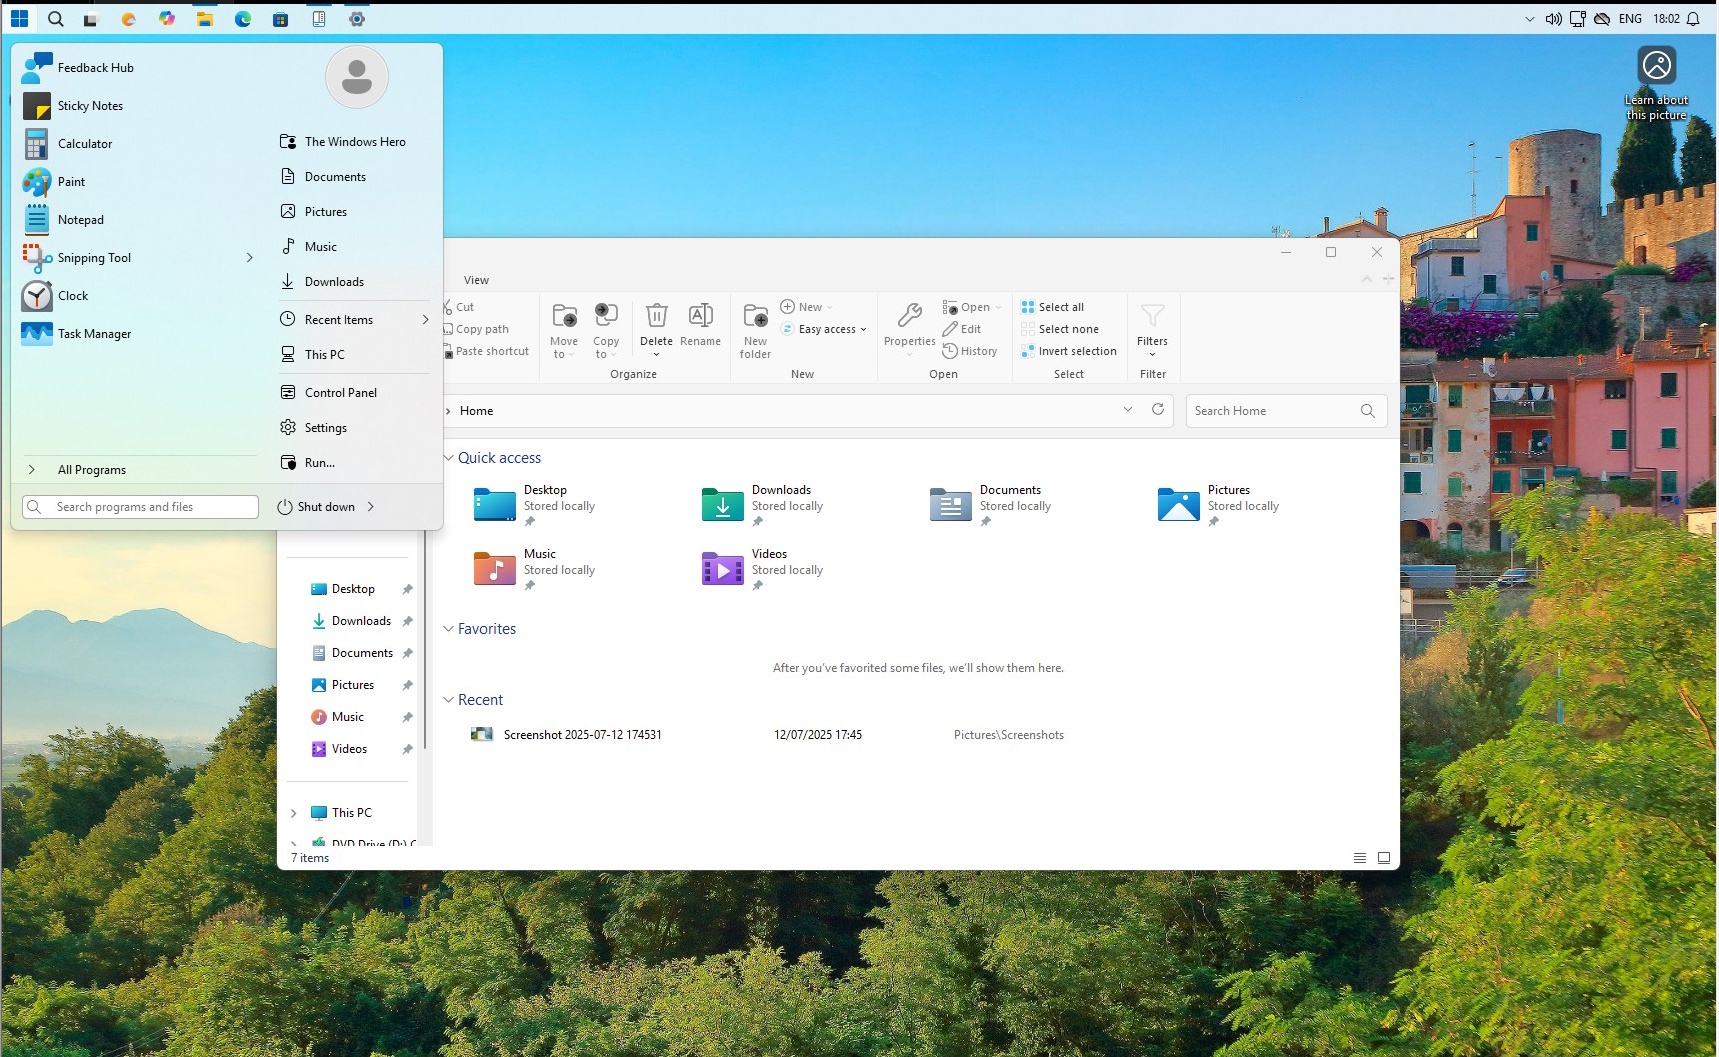 ENG 18:02
Learn about
this picture
Feedback Hub
Sticky Notes
Calculator
Paint
Notepad
Snipping Tool
Clock
Task Manager
All Programs
Search programs and files
The Windows Hero
Documents
Pictures
Music
Downloads
Recent Items
This PC
Control Panel
Settings
Run...
Shut down
View
Cut
Copy path
Paste shortcut
Move
to
Copy
to
Delete
Rename
Organize
New
folder
New
Easy access
New
Properties
Open
Edit
History
Open
Select all
Select none
Invert selection
Select
Filters
Filter
Home
Search Home
Quick access
Desktop
Stored locally
Downloads
Stored locally
Documents
Stored locally
Pictures
Stored locally
Music
Stored locally
Videos
Stored locally
Favorites
After you've favorited some files, we'll show them here.
Recent
Screenshot 2025-07-12 174531 12/07/2025 17:45 Pictures\Screenshots
Desktop
Downloads
Documents
Pictures
Music
Videos
This PC
DVD Drive (D:)
7 items